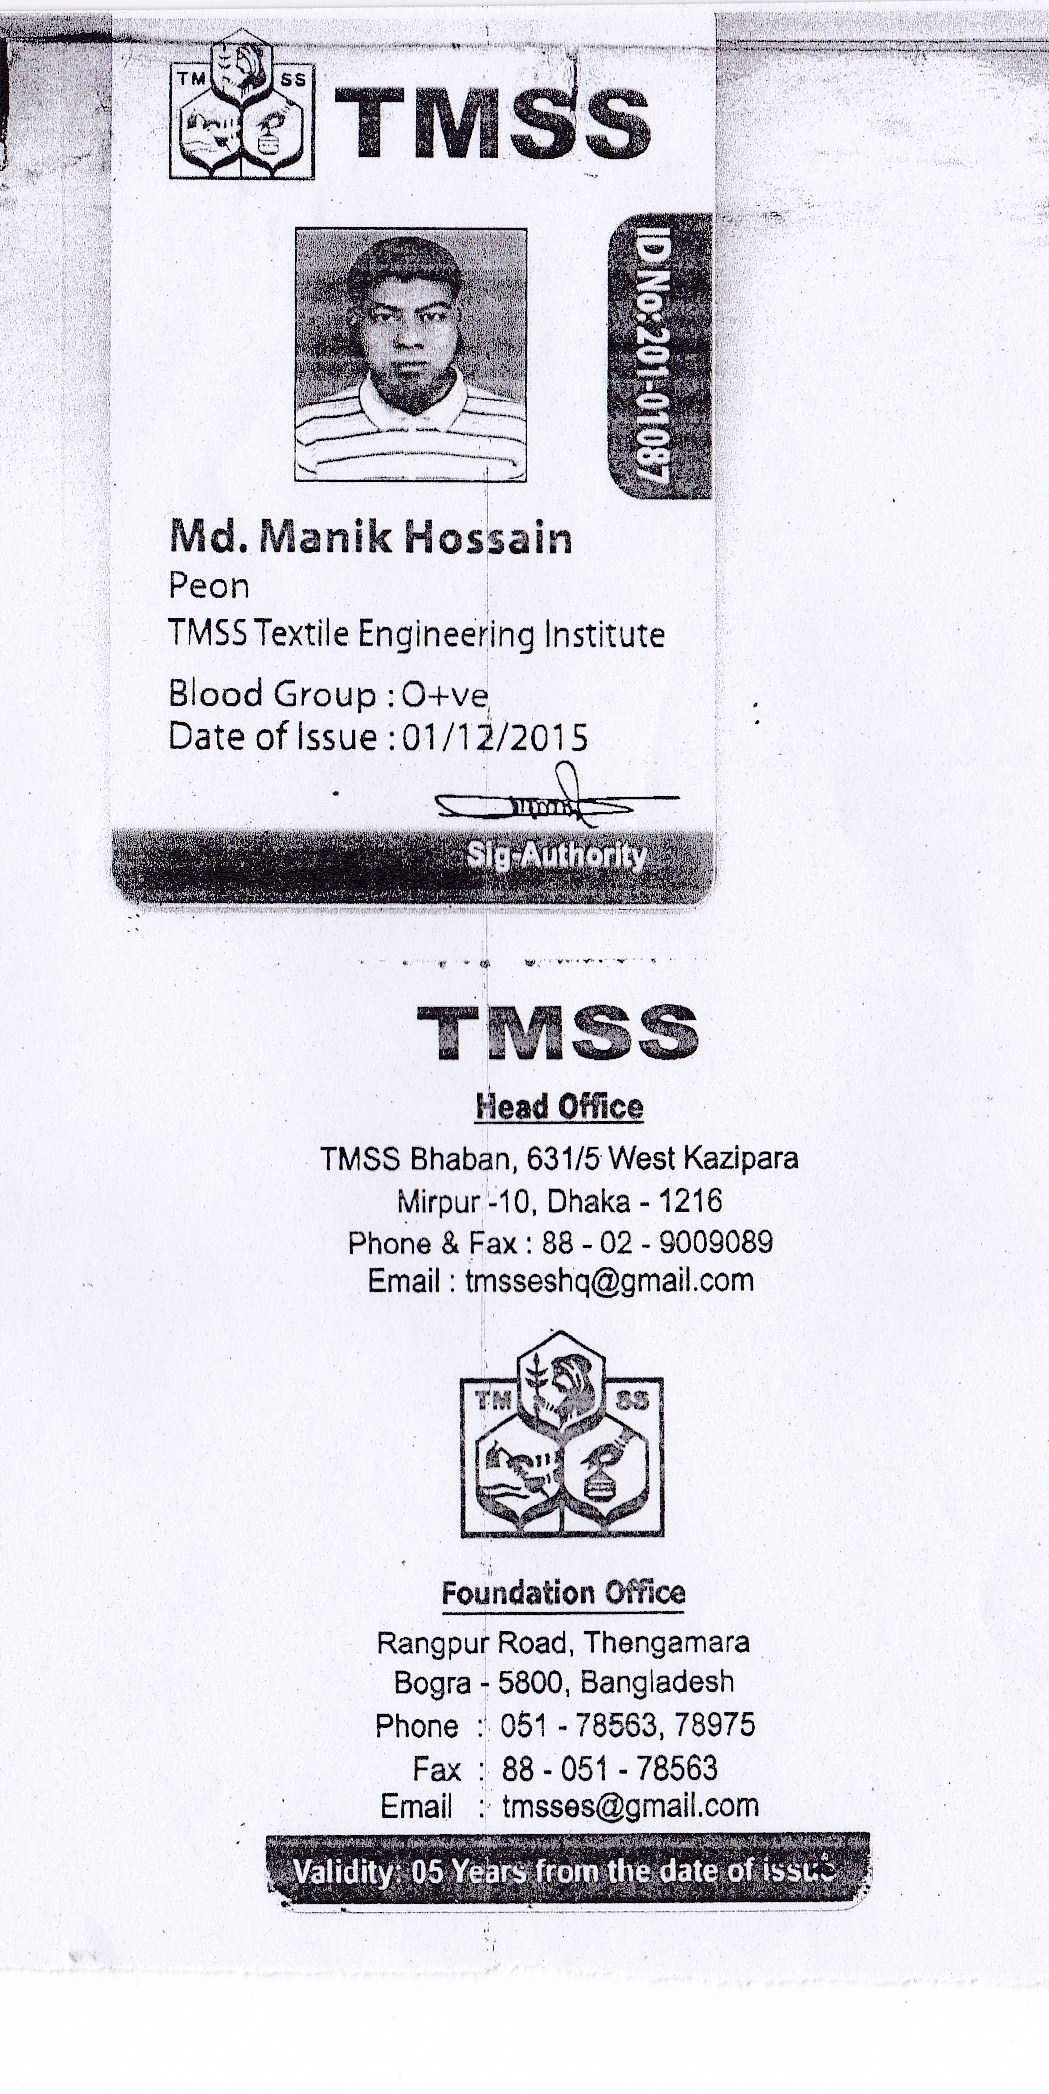 TM SS
TMSS
ID No:201-01087
Md. Manik Hossain
Peon
TMSS Textile Engineering Institute
Blood Group : O+ve
Date of Issue : 01/12/2015
Sig-Authority
TMSS
Head Office
TMSS Bhaban, 631/5 West Kazipara
Mirpur -10, Dhaka - 1216
Phone & Fax : 88 - 02 - 9009089
Email : tmsseshq@gmail.com
TM SS
Foundation Office
Rangpur Road, Thengamara
Bogra - 5800, Bangladesh
Phone : 051 - 78563, 78975
Fax : 88 - 051 - 78563
Email : tmsses@gmail.com
Validity: 05 Years from the date of issue